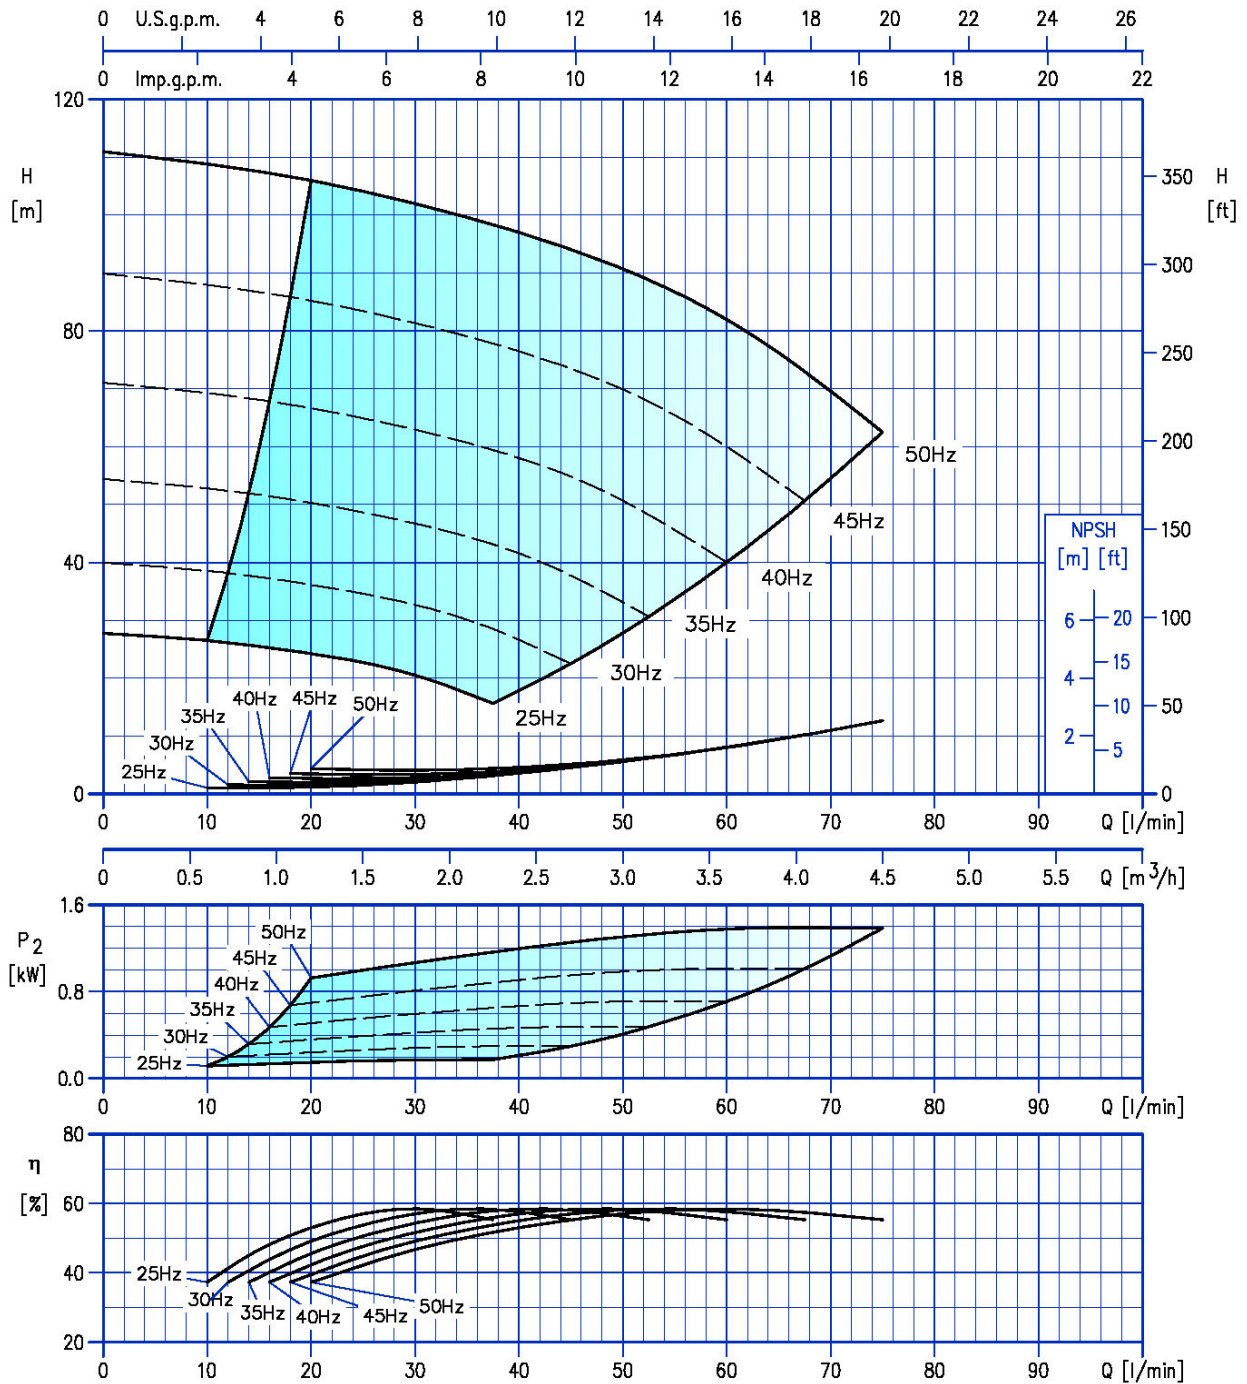 0 U.S.g.p.m. 4 6 8 10 12 14 16 18 20 22 24 26
0 Imp.g.p.m. 4 6 8 10 12 14 16 18 20 22
120
H
[m]
80
40
0
350 H
[ft]
300
250
200
150
100
50
0
50Hz
45Hz
40Hz
35Hz
30Hz
25Hz
NPSH
[m] [ft]
6 20
15
4
10
2
5
50Hz
45Hz
40Hz
35Hz
30Hz
25Hz
0 10 20 30 40 50 60 70 80 90 Q [l/min]
0 0.5 1.0 1.5 2.0 2.5 3.0 3.5 4.0 4.5 5.0 5.5 Q [m³/h]
1.6
P2
[kW]
0.8
0.0
50Hz
45Hz
40Hz
35Hz
30Hz
25Hz
0 10 20 30 40 50 60 70 80 90 Q [l/min]
80
η
[%]
60
40
20
25Hz
30Hz
35Hz
40Hz
45Hz
50Hz
0 10 20 30 40 50 60 70 80 90 Q [l/min]